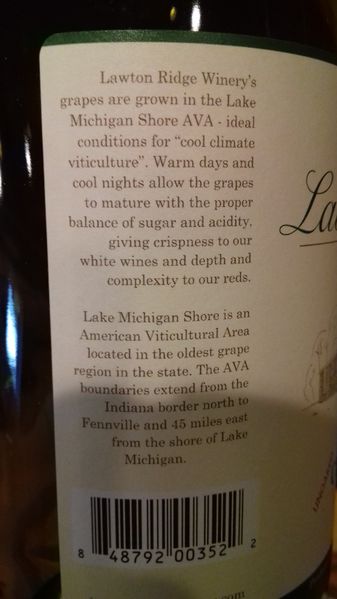 Lawton Ridge Winery's
grapes are grown in the Lake
Michigan Shore AVA - ideal
conditions for "cool climate
viticulture". Warm days and
cool nights allow the grapes
to mature with the proper
balance of sugar and acidity,
giving crispness to our
white wines and depth and
complexity to our reds.
Lake Michigan Shore is an
American Viticultural Area
located in the oldest grape
region in the state. The AVA
boundaries extend from the
Indiana border north to
Fennville and 45 miles east
from the shore of Lake
Michigan.
8 48792 00352 2